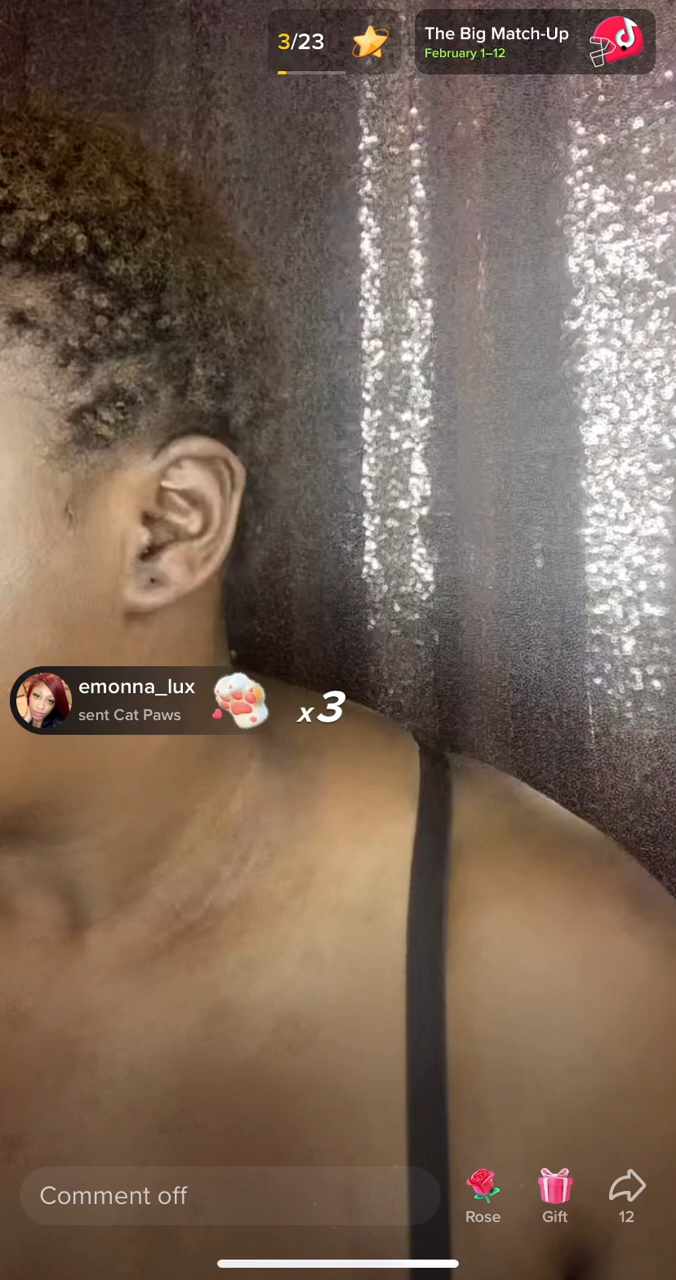 3/23
The Big Match-Up
February 1–12
emonna_lux
sent Cat Paws
x3
Comment off
Rose
Gift
12